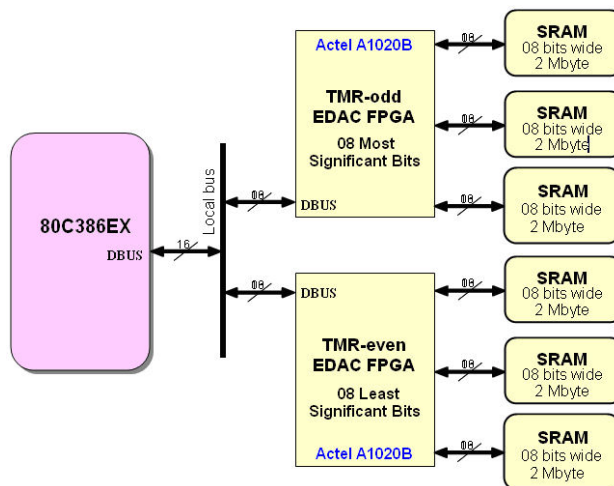 80C386EX
DBUS
16
Local bus
08
08
Actel A1020B
TMR-odd
EDAC FPGA
08 Most
Significant Bits
DBUS
DBUS
TMR-even
EDAC FPGA
08 Least
Significant Bits
Actel A1020B
08
SRAM
08 bits wide
2 Mbyte
08
SRAM
08 bits wide
2 Mbyte
08
SRAM
08 bits wide
2 Mbyte
08
SRAM
08 bits wide
2 Mbyte
08
SRAM
08 bits wide
2 Mbyte
08
SRAM
08 bits wide
2 Mbyte